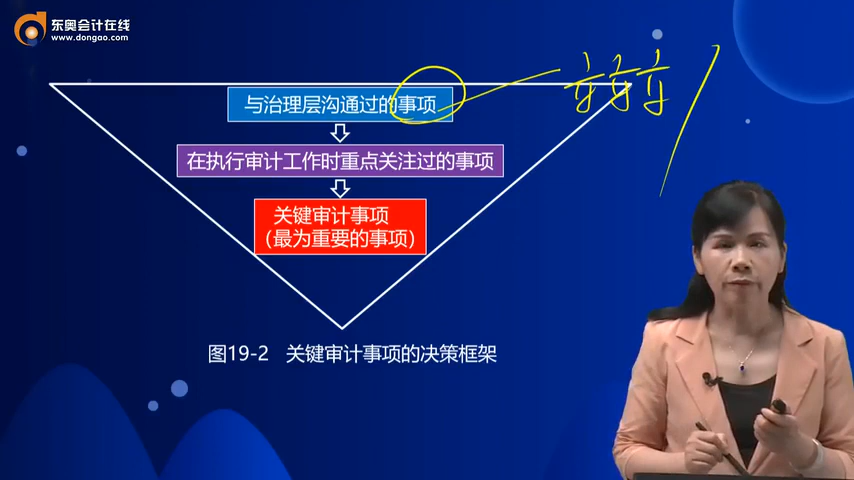 东奥会计在线
www.dongao.com
与治理层沟通过的事项
在执行审计工作时重点关注过的事项
关键审计事项
（最为重要的事项）
图19-2 关键审计事项的决策框架